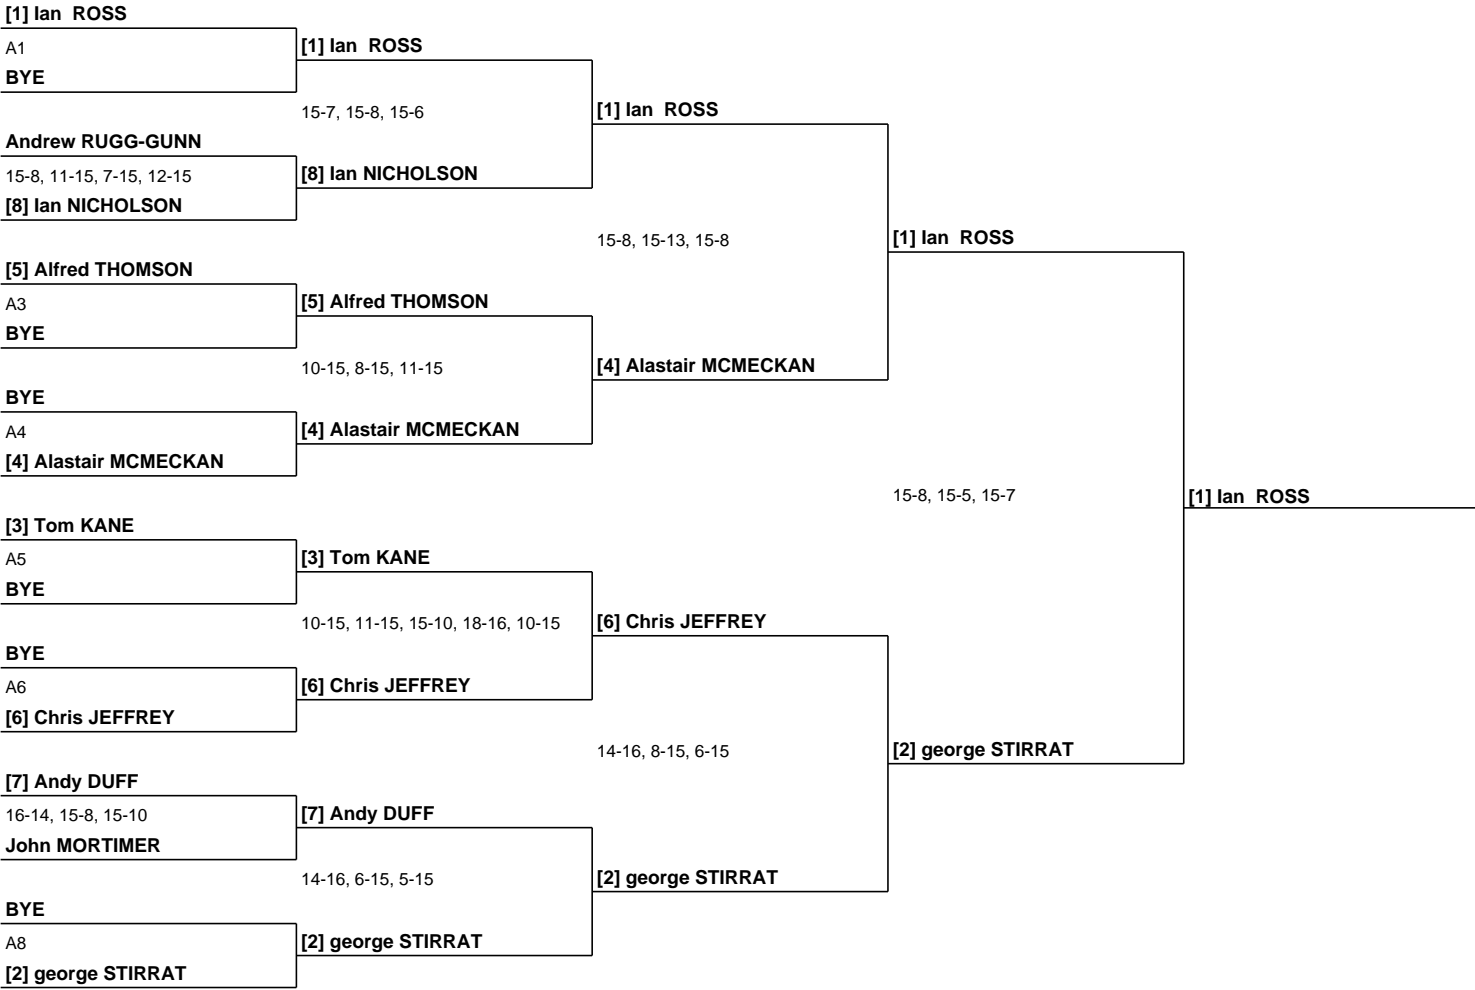 [1] Ian ROSS
A1
BYE
Andrew RUGG-GUNN
15-8, 11-15, 7-15, 12-15
[8] Ian NICHOLSON
[5] Alfred THOMSON
A3
BYE
BYE
A4
[4] Alastair MCMECKAN
[3] Tom KANE
A5
BYE
BYE
A6
[6] Chris JEFFREY
[7] Andy DUFF
16-14, 15-8, 15-10
John MORTIMER
BYE
A8
[2] george STIRRAT
[1] Ian ROSS
15-7, 15-8, 15-6
[8] Ian NICHOLSON
[5] Alfred THOMSON
10-15, 8-15, 11-15
[4] Alastair MCMECKAN
[3] Tom KANE
10-15, 11-15, 15-10, 18-16, 10-15
[6] Chris JEFFREY
[7] Andy DUFF
14-16, 6-15, 5-15
[2] george STIRRAT
[1] Ian ROSS
15-8, 15-13, 15-8
[4] Alastair MCMECKAN
[6] Chris JEFFREY
14-16, 8-15, 6-15
[2] george STIRRAT
[1] Ian ROSS
15-8, 15-5, 15-7
[2] george STIRRAT
[1] Ian ROSS